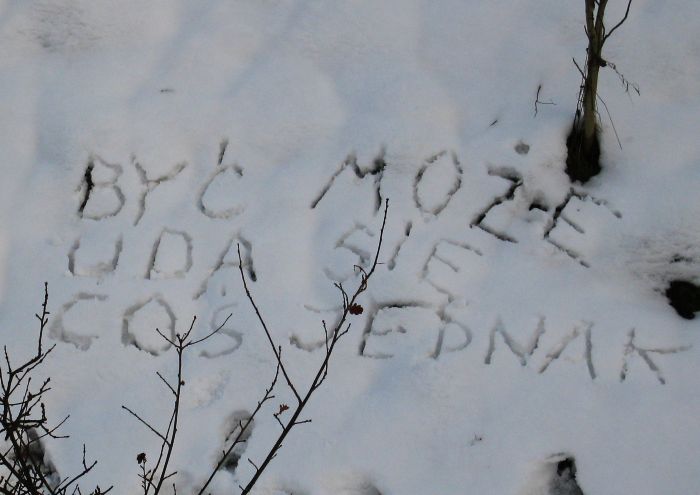 BYĆ MOŻE
UDA SIĘ
COŚ JEDNAK